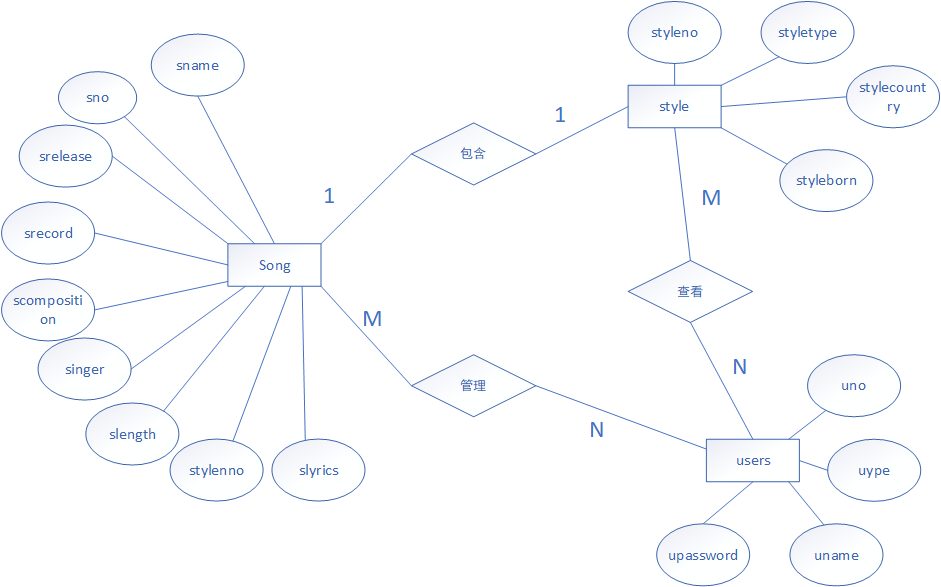 styleno
styletype
sname
stylecount
ry
sno
style
1
包含
srelease
styleborn
1
M
srecord
Song
查看
scompositi
on
M
N
singer
管理
uno
slength
N
users
stylenno
slyrics
uype
upassword
uname